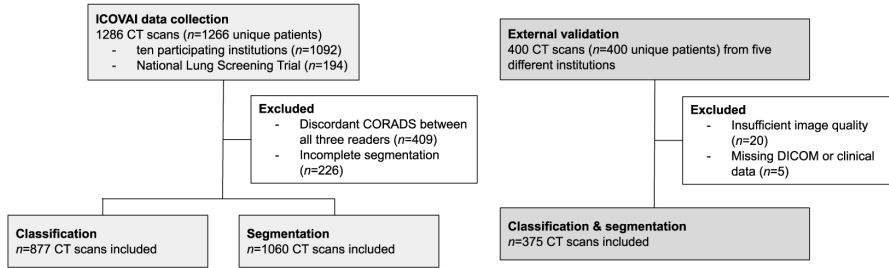 ICOVAI data collection
1286 CT scans (n=1266 unique patients)
- ten participating institutions (n=1092)
- National Lung Screening Trial (n=194)
Excluded
- Discordant CORADS between
all three readers (n=409)
- Incomplete segmentation
(n=226)
Classification
n=877 CT scans included
Segmentation
n=1060 CT scans included
External validation
400 CT scans (n=400 unique patients) from five
different institutions
Excluded
- Insufficient image quality
(n=20)
- Missing DICOM or clinical
data (n=5)
Classification & segmentation
n=375 CT scans included